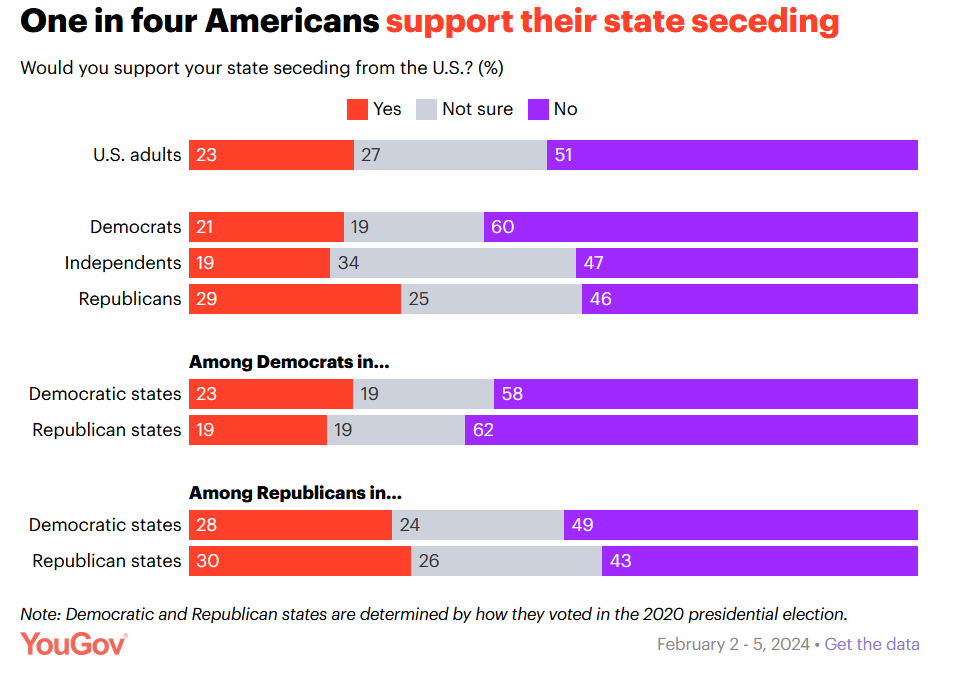 One in four Americans support their state seceding
Would you support your state seceding from the U.S.? (%)
Yes Not sure No
U.S. adults 23 27 51
Democrats 21 19 60
Independents 19 34 47
Republicans 29 25 46
Among Democrats in...
Democratic states 23 19 58
Republican states 19 19 62
Among Republicans in...
Democratic states 28 24 49
Republican states 30 26 43
Note: Democratic and Republican states are determined by how they voted in the 2020 presidential election.
YouGov® February 2 - 5, 2024 • Get the data